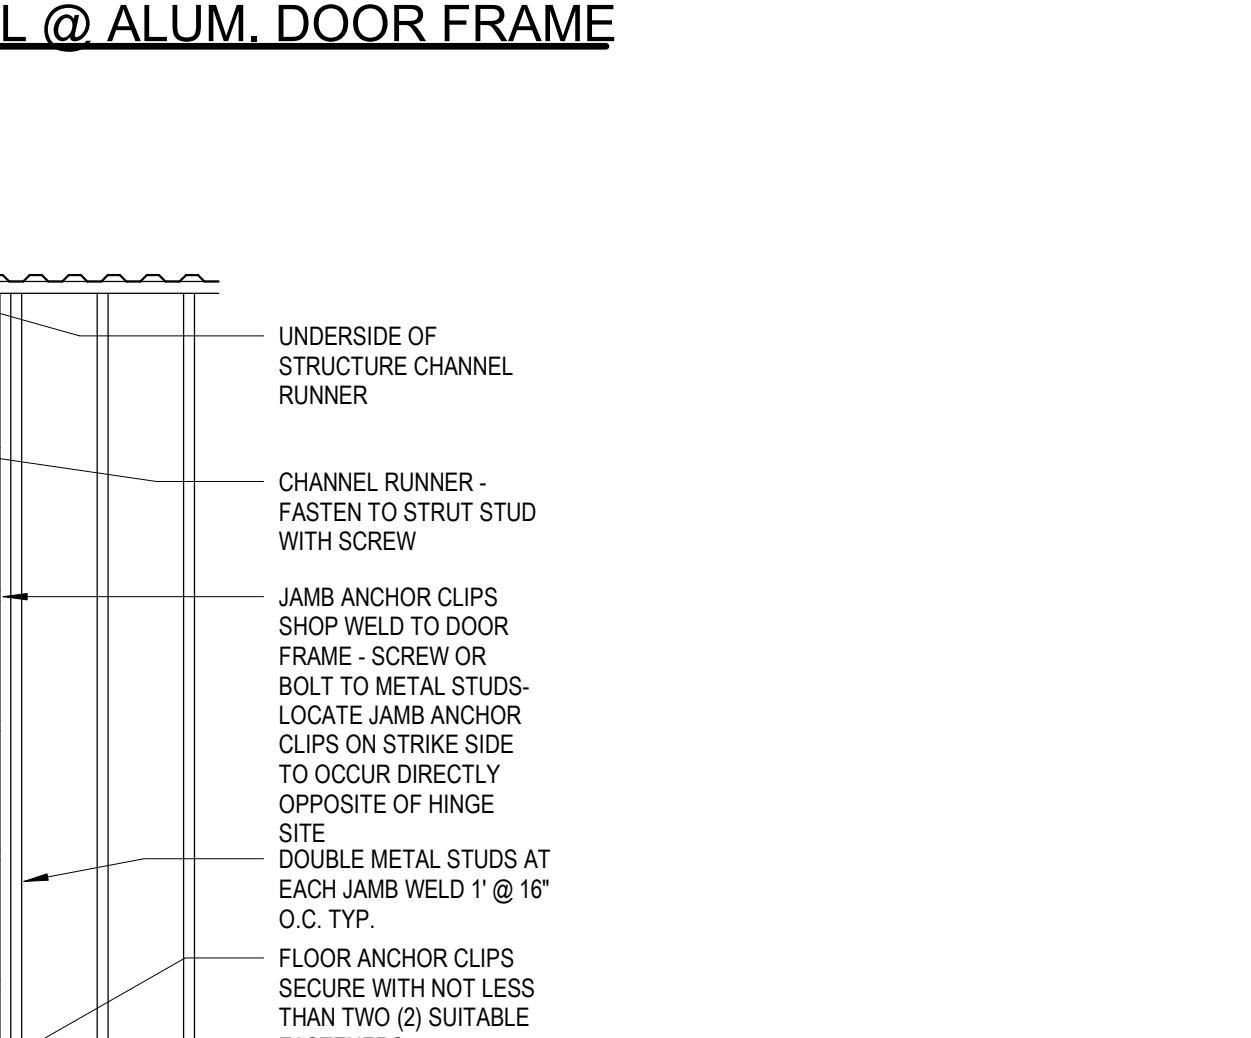 L @ ALUM. DOOR FRAME
UNDERSIDE OF
STRUCTURE CHANNEL
RUNNER
CHANNEL RUNNER -
FASTEN TO STRUT STUD
WITH SCREW
JAMB ANCHOR CLIPS
SHOP WELD TO DOOR
FRAME - SCREW OR
BOLT TO METAL STUDS-
LOCATE JAMB ANCHOR
CLIPS ON STRIKE SIDE
TO OCCUR DIRECTLY
OPPOSITE OF HINGE
SITE
DOUBLE METAL STUDS AT
EACH JAMB WELD 1' @ 16"
O.C. TYP.
FLOOR ANCHOR CLIPS
SECURE WITH NOT LESS
THAN TWO (2) SUITABLE